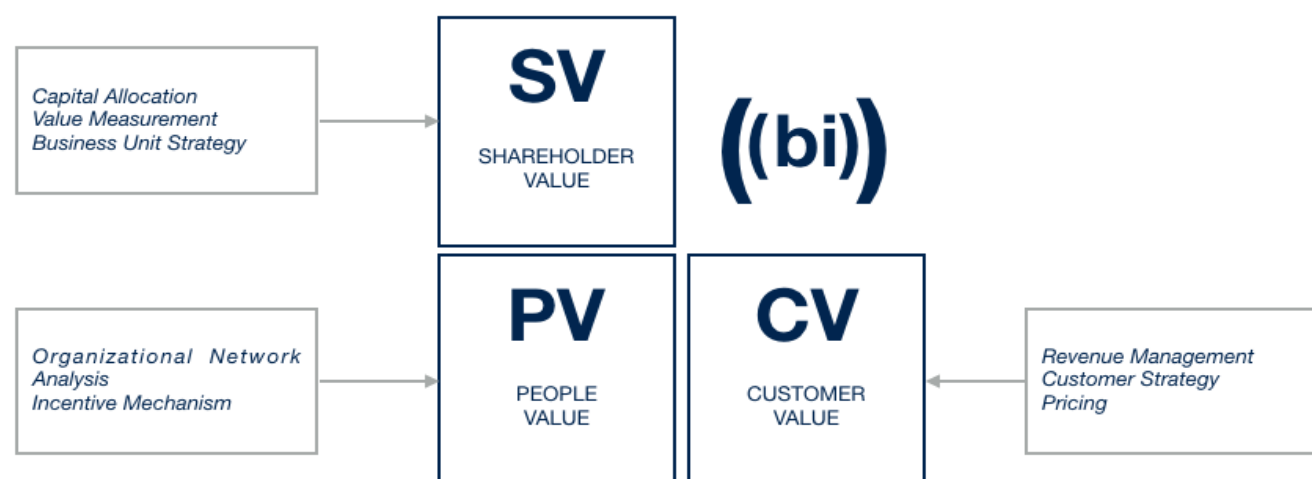 Capital Allocation
Value Measurement
Business Unit Strategy
SV
SHAREHOLDER
VALUE
((bi))
Organizational Network
Analysis
Incentive Mechanism
PV
PEOPLE
VALUE
CV
CUSTOMER
VALUE
Revenue Management
Customer Strategy
Pricing